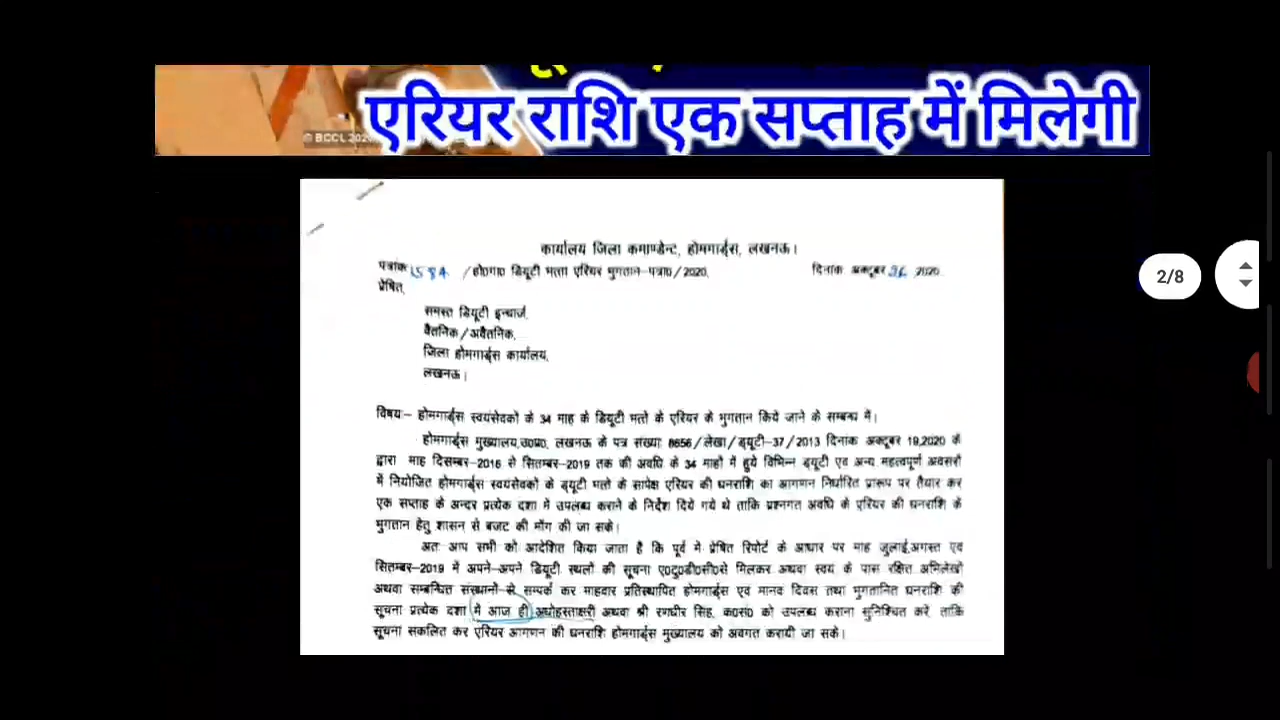 © BCCL 202
एरियर राशि एक सप्ताह में मिलेगी
कार्यालय जिला कमाण्डेन्ट, होमगार्ड्स, लखनऊ।
पत्रांक 1584 /हो0गा0 डियूटी भत्ता एरियर भुगतान-पत्रा0/2020, दिनांक अक्टूबर 2020
प्रेषित,
समस्त डियूटी इन्चार्ज,
वैतनिक/अवैतनिक,
जिला होमगार्ड्स कार्यालय,
लखनऊ।
विषय:- होमगार्ड्स स्वयंसेवको के 34 माह के डियूटी भत्तो के एरियर के भुगतान किये जाने के सम्बन्ध में।
होमगार्ड्स मुख्यालय,उ0प्र0, लखनऊ के पत्र संख्या: 8656/लेखा/ड्यूटी-37/2013 दिनांक अक्टूबर 19,2020 के
द्वारा माह दिसम्बर-2016 से सितम्बर-2019 तक की अवधि के 34 माहों में हुये विभिन्न ड्यूटी एवं अन्य महत्वपूर्ण अवसरों
में नियोजित होमगार्ड्स स्वयंसेवकों के ड्यूटी भत्तो के सापेक्ष एरियर की धनराशि का आगणन निर्धारित प्रारूप पर तैयार कर
एक सप्ताह के अन्दर प्रत्येक दशा में उपलब्ध कराने के निर्देश दिये गये थे ताकि प्रश्नगत अवधि के एरियर की धनराशि के
भुगतान हेतु शासन से बजट की माँग की जा सके।
अतः आप सभी को आदेशित किया जाता है कि पूर्व में प्रेषित रिपोर्ट के आधार पर माह जुलाई,अगस्त एवं
सितम्बर-2019 में अपने-अपने डियूटी स्थलों की सूचना ए0टु0डी0सी0से मिलकर अथवा स्वयं के पास रक्षित अभिलेखों
अथवा सम्बन्धित संस्थानों से सम्पर्क कर माहवार प्रतिस्थापित होमगार्ड्स एवं मानव दिवस तथा भुगतानित धनराशि की
सूचना प्रत्येक दशा में आज ही अधोहस्ताक्षरी अथवा श्री रणधीर सिंह, क0स0 को उपलब्ध कराना सुनिश्चित करें, ताकि
सूचना संकलित कर एरियर आगणन की धनराशि होमगार्ड्स मुख्यालय को अवगत करायी जा सके।
2/8